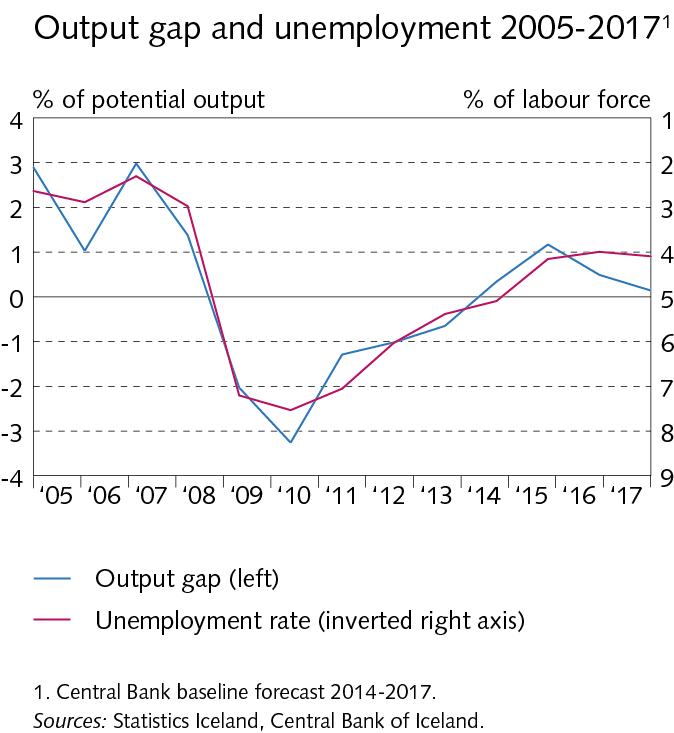 Output gap and unemployment 2005-2017¹
% of potential output % of labour force
4 1
3 2
2 3
1 4
0 5
-1 6
-2 7
-3 8
-4 9
‘05 ‘06 ‘07 ‘08 ‘09 ‘10 ‘11 ‘12 ‘13 ‘14 ‘15 ‘16 ‘17
Output gap (left)
Unemployment rate (inverted right axis)
1. Central Bank baseline forecast 2014-2017.
Sources: Statistics Iceland, Central Bank of Iceland.